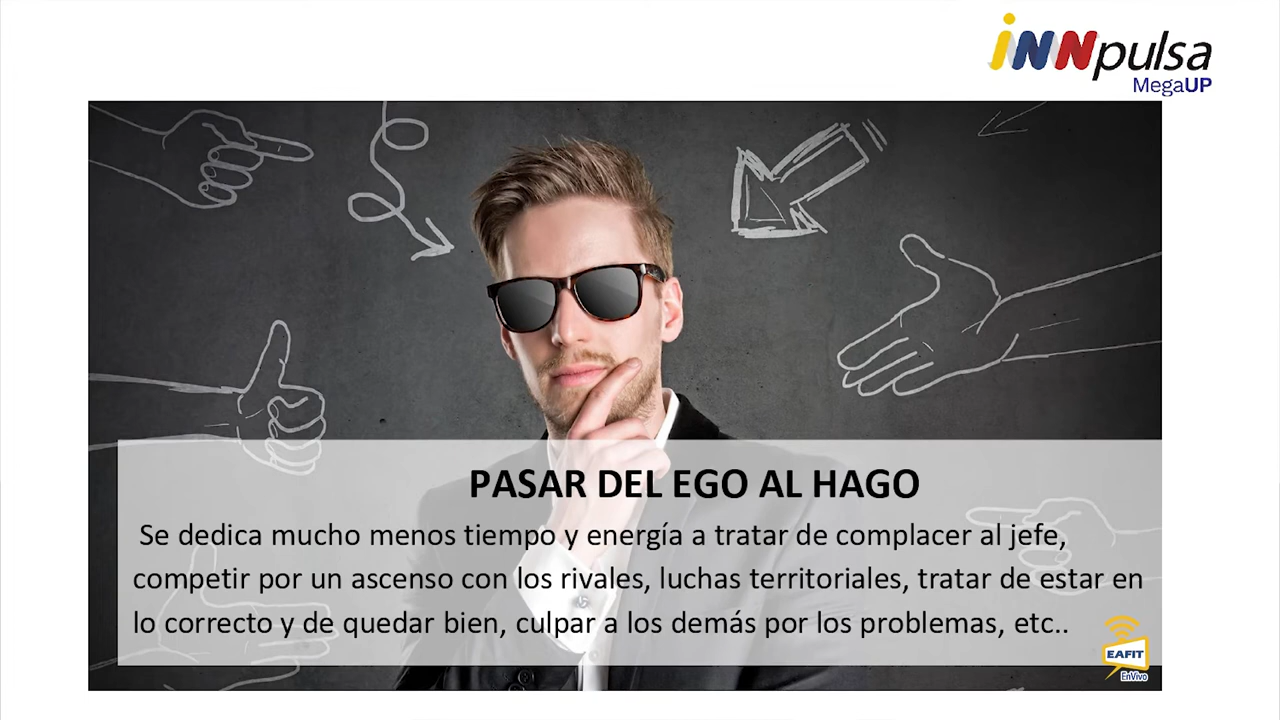 iNNpulsa
MegaUP
PASAR DEL EGO AL HAGO
Se dedica mucho menos tiempo y energía a tratar de complacer al jefe,
competir por un ascenso con los rivales, luchas territoriales, tratar de estar en
lo correcto y de quedar bien, culpar a los demás por los problemas, etc..
EAFIT
EnVivo